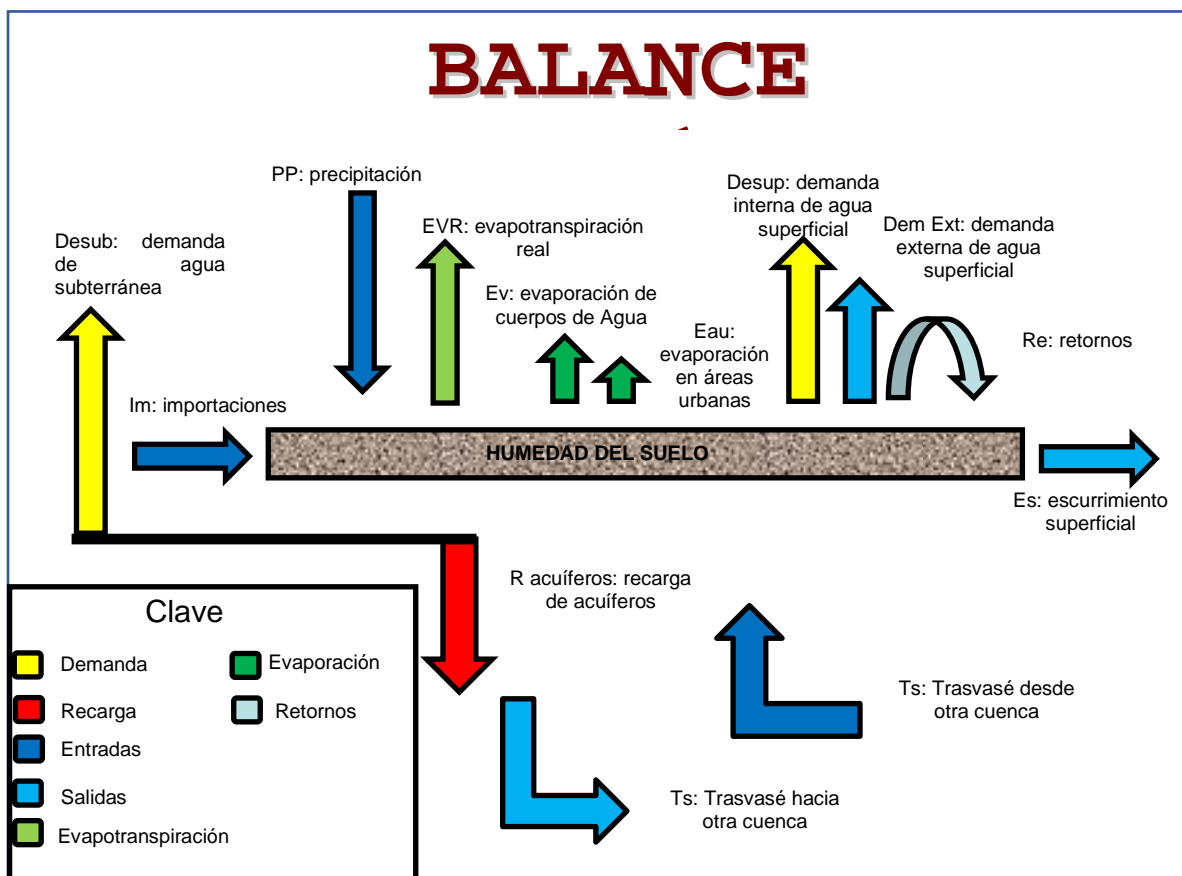 BALANCE
PP: precipitación
Desub: demanda
de agua
subterránea
EVR: evapotranspiración
real
Ev: evaporación de
cuerpos de Agua
Eau:
evaporación
en áreas
urbanas
Desup: demanda
interna de agua
superficial
Dem Ext: demanda
externa de agua
superficial
Re: retornos
Im: importaciones
HUMEDAD DEL SUELO
Es: escurrimiento
superficial
R acuíferos: recarga
de acuíferos
Ts: Trasvasé desde
otra cuenca
Ts: Trasvasé hacia
otra cuenca
Clave
Demanda
Evaporación
Recarga
Retornos
Entradas
Salidas
Evapotranspiración